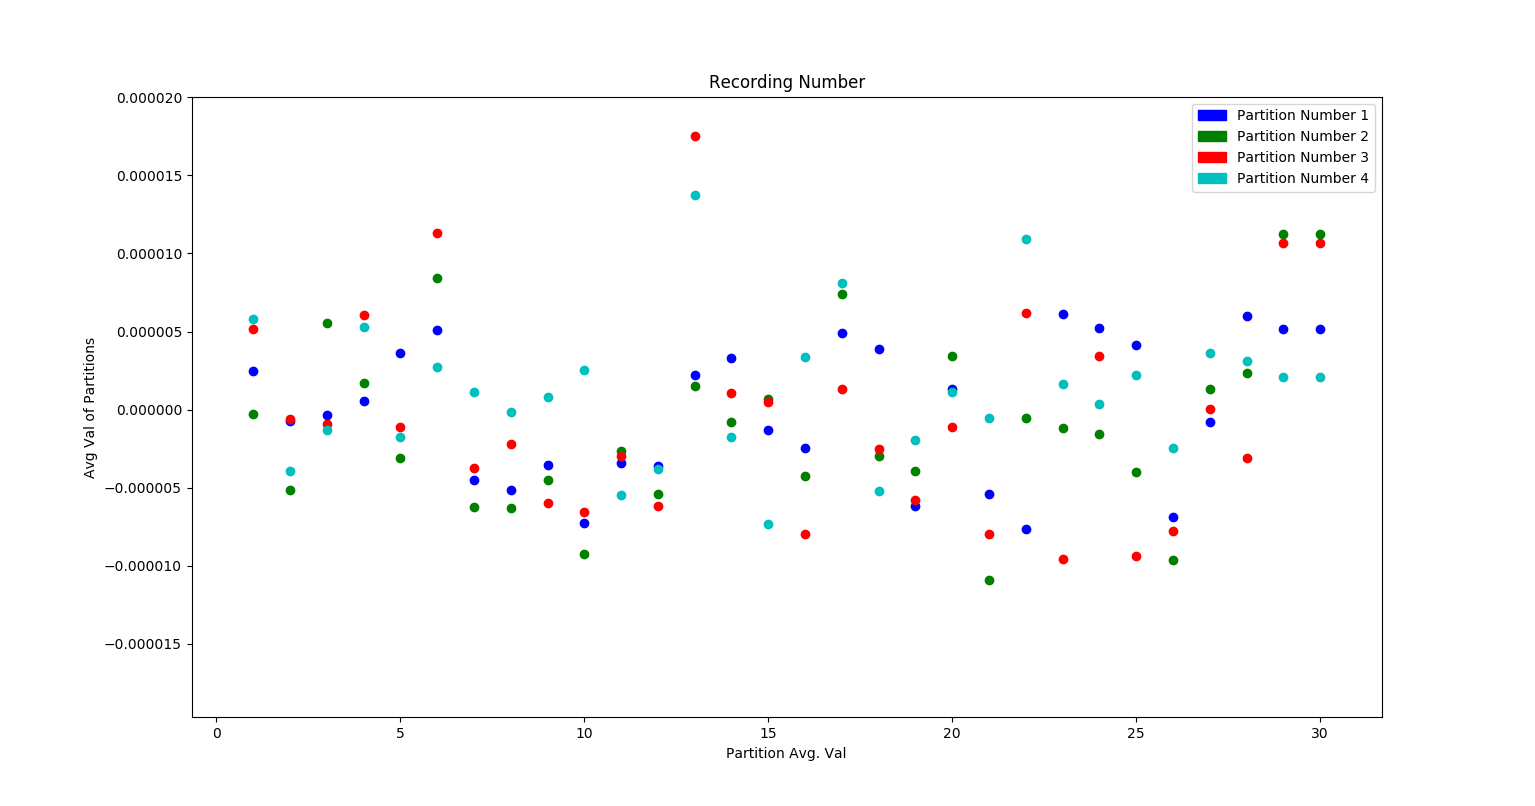 Recording Number
0.000020
0.000015
0.000010
0.000005
0.000000
−0.000005
−0.000010
−0.000015
Avg Val of Partitions
Partition Number 1
Partition Number 2
Partition Number 3
Partition Number 4
0 5 10 15 20 25 30
Partition Avg. Val